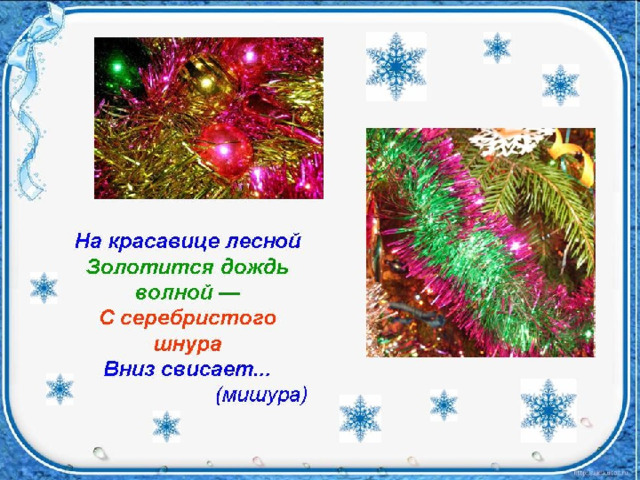 На красавице лесной
Золотится дождь
волной —
С серебристого
шнура
Вниз свисает...
(мишура)